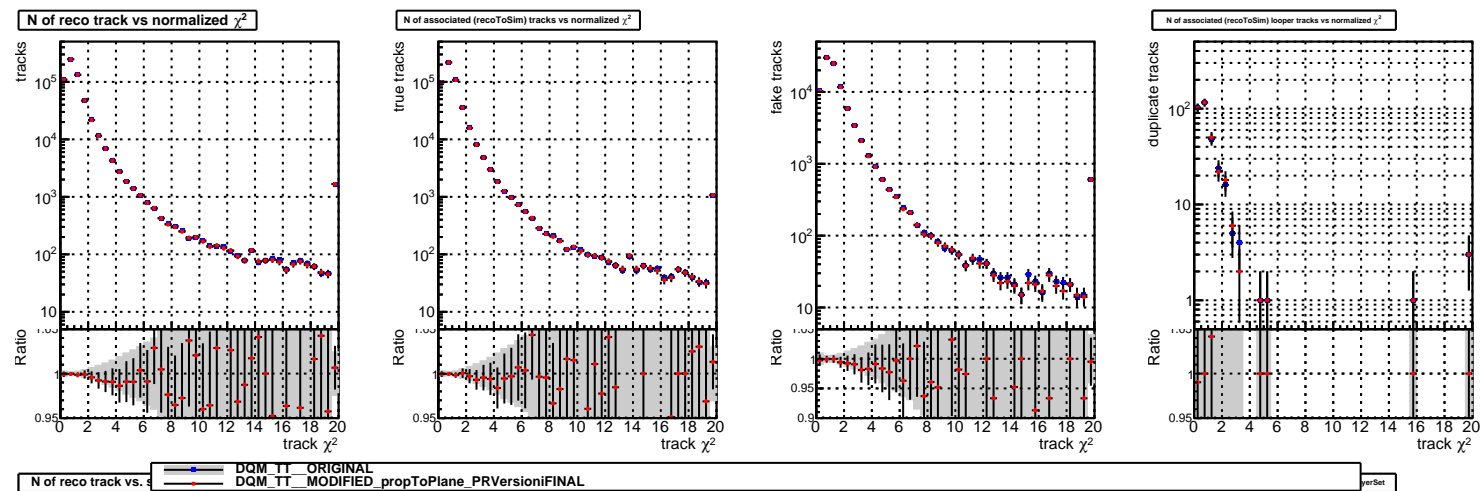 N of reco track vs normalized χ²
N of associated (recoToSim) tracks vs normalized χ²
N of associated (recoToSim) looper tracks vs normalized χ²
tracks
10⁵
10⁴
10³
10²
10
Ratio
1
0.95
0 2 4 6 8 10 12 14 16 18 20
track χ²
true tracks
10⁵
10⁴
10³
10²
10
Ratio
1
0.95
0 2 4 6 8 10 12 14 16 18 20
track χ²
fake tracks
10⁴
10³
10²
10
Ratio
1
0.95
0.9
0 2 4 6 8 10 12 14 16 18 20
track χ²
duplicate tracks
10²
10
1
Ratio
1
0.95
0 2 4 6 8 10 12 14 16 18 20
track χ²
N of reco track vs. s
DQM_TT__ORIGINAL
DQM_TT__MODIFIED_propToPlane_PRVersioniFINAL
yerSet